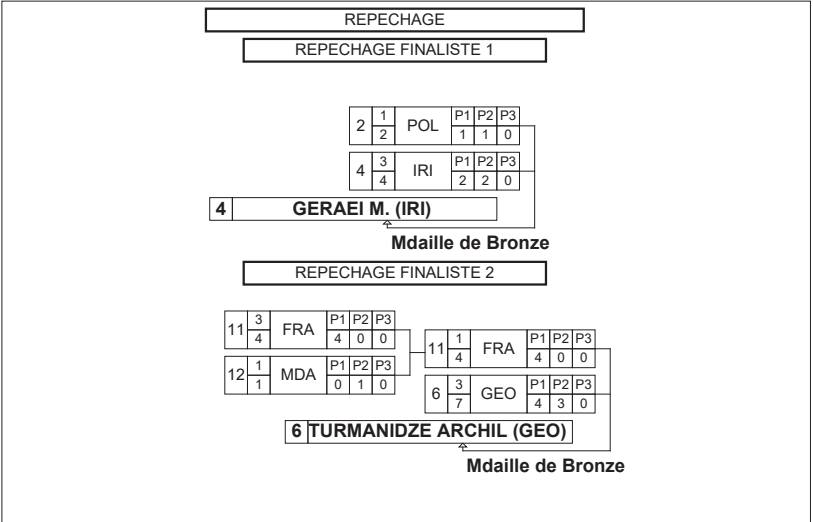 REPECHAGE
REPECHAGE FINALISTE 1
2 1 2 POL P1 P2 P3 1 1 0
4 3 4 IRI P1 P2 P3 2 2 0
4 GERAEI M. (IRI)
Mdaille de Bronze
REPECHAGE FINALISTE 2
11 3 4 FRA P1 P2 P3 4 0 0
12 1 1 MDA P1 P2 P3 0 1 0
11 1 4 FRA P1 P2 P3 4 0 0
6 3 7 GEO P1 P2 P3 4 3 0
6 TURMANIDZE ARCHIL (GEO)
Mdaille de Bronze